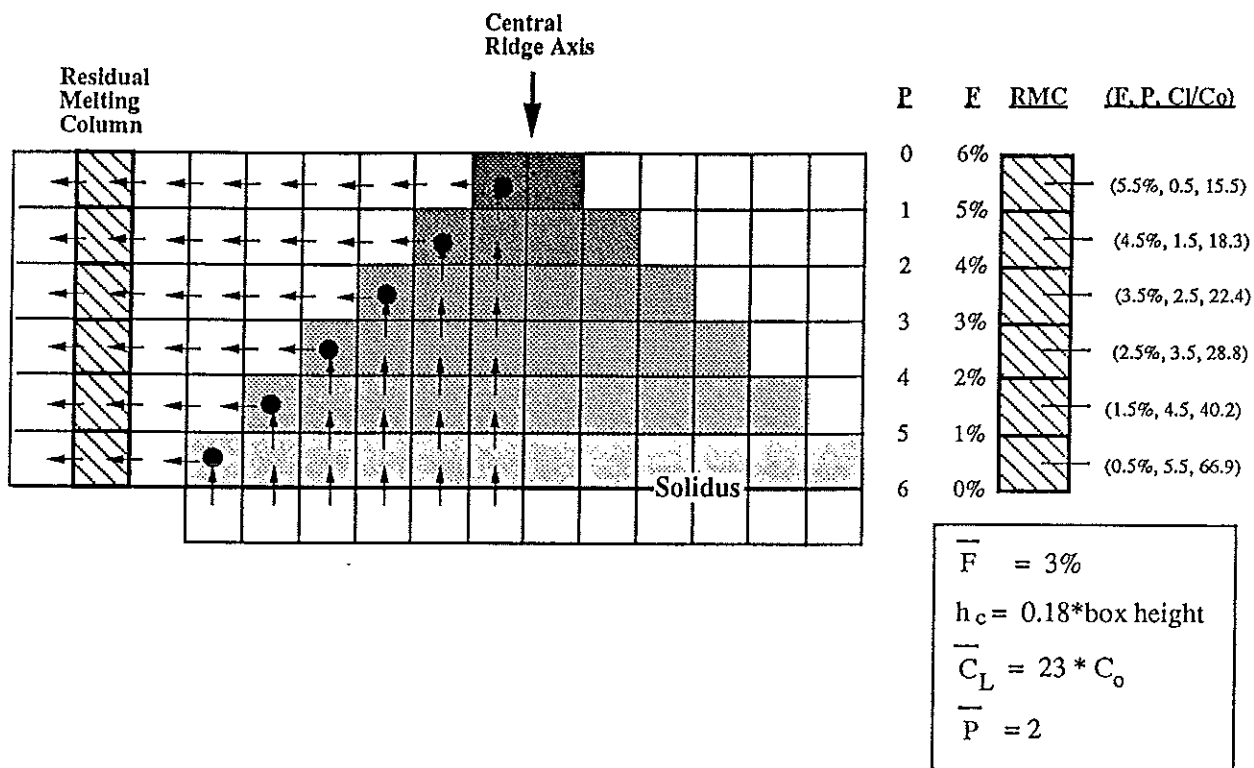 Central
Ridge Axis
Residual
Melting
Column
P F RMC (F, P, Cl/Co)
0 6%
(5.5%, 0.5, 15.5)
1 5%
(4.5%, 1.5, 18.3)
2 4%
(3.5%, 2.5, 22.4)
3 3%
(2.5%, 3.5, 28.8)
4 2%
(1.5%, 4.5, 40.2)
5 1%
(0.5%, 5.5, 66.9)
Solidus 6 0%
F̅ = 3%
h c = 0.18*box height
C̅L = 23 * Co
P̅ = 2